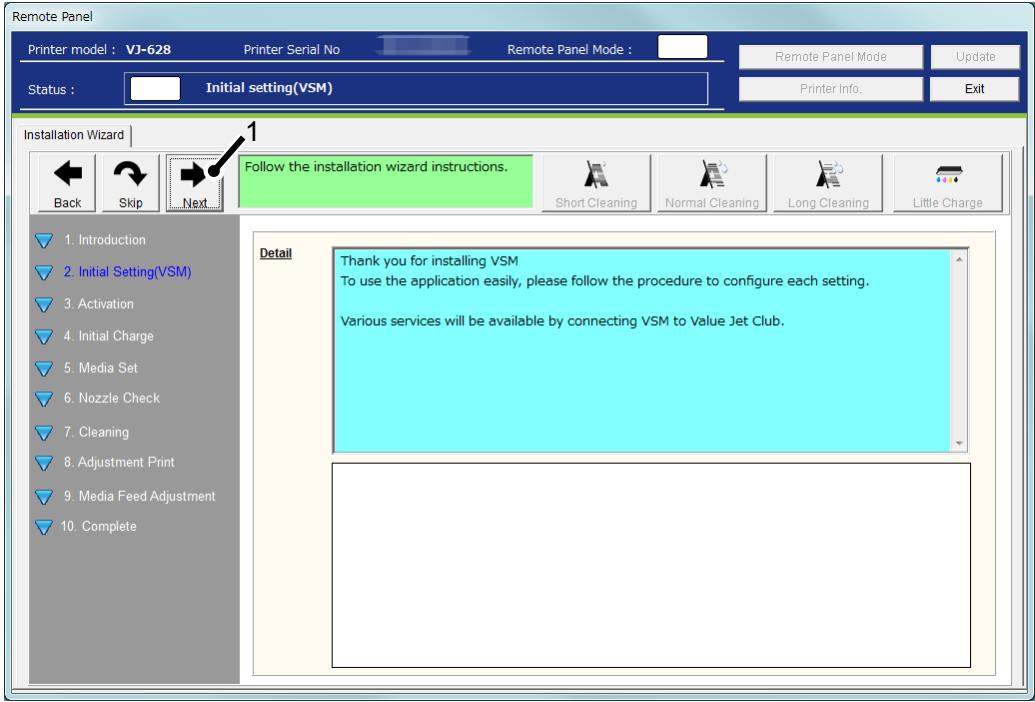 Remote Panel
Printer model : VJ-628 Printer Serial No Remote Panel Mode :
Remote Panel Mode Update
Status : Initial setting(VSM)
Printer Info. Exit
Installation Wizard
1
Back Skip Next
Follow the installation wizard instructions.
Short Cleaning Normal Cleaning Long Cleaning Little Charge
1. Introduction
2. Initial Setting(VSM)
3. Activation
4. Initial Charge
5. Media Set
6. Nozzle Check
7. Cleaning
8. Adjustment Print
9. Media Feed Adjustment
10. Complete
Detail
Thank you for installing VSM
To use the application easily, please follow the procedure to configure each setting.
Various services will be available by connecting VSM to Value Jet Club.